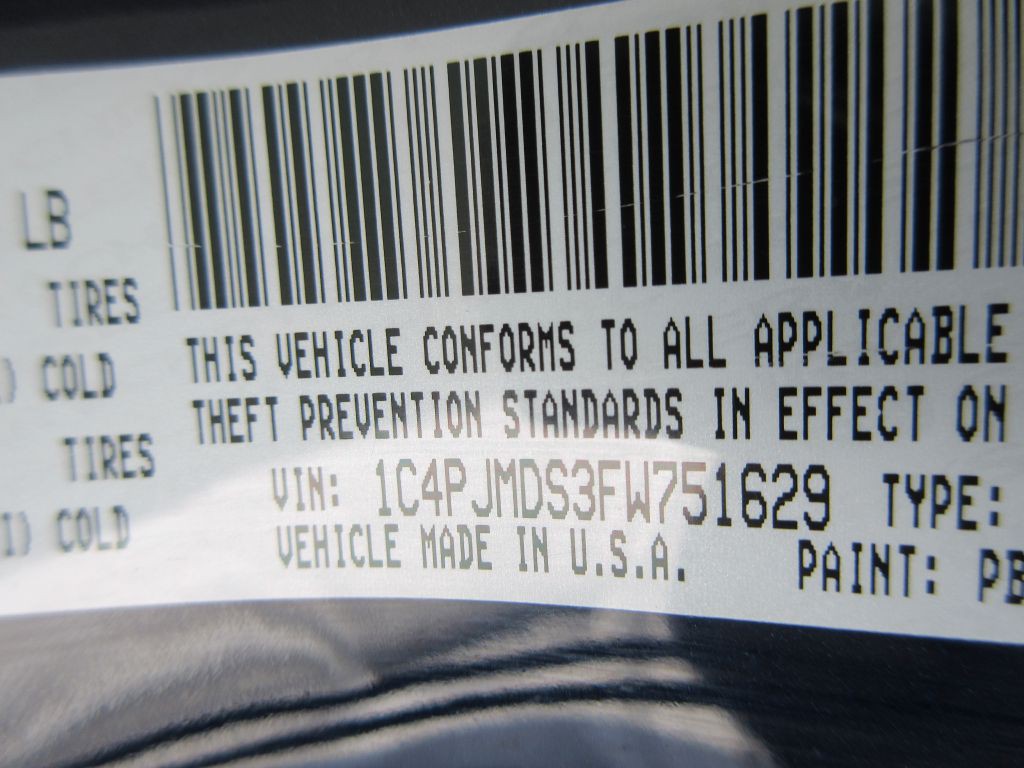 LB
TIRES
) COLD
TIRES
I) COLD
THIS VEHICLE CONFORMS TO ALL APPLICABLE
THEFT PREVENTION STANDARDS IN EFFECT ON
VIN: 1C4PJMDS3FW751629 TYPE:
VEHICLE MADE IN U.S.A. PAINT: PB